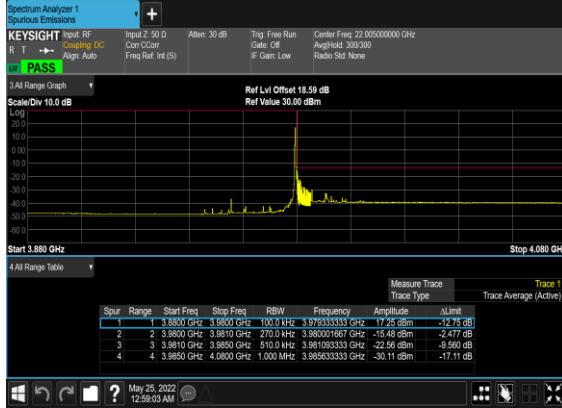 Spectrum Analyzer 1
Spurious Emissions
+
KEYSIGHT Input: RF Input Z: 50 Ω Atten: 30 dB Trig: Free Run Center Freq: 22.005000000 GHz
R T Coupling: DC Corr CCorr Gate: Off Avg|Hold: 300/300
Align: Auto Freq Ref: Int (S) IF Gain: Low Radio Std: None
PASS
3 All Range Graph
Ref Lvl Offset 18.59 dB
Scale/Div 10.0 dB Ref Value 30.00 dBm
Log
20.0
10.0
0.00
-10.0
-20.0
-30.0
-40.0
-50.0
-60.0
Start 3.880 GHz Stop 4.080 GH
4 All Range Table
Measure Trace Trace 1
Trace Type Trace Average (Active)
Spur Range Start Freq Stop Freq RBW Frequency Amplitude ΔLimit
1 1 3.8800 GHz 3.9800 GHz 100.0 kHz 3.979333333 GHz 17.25 dBm -12.75 dB
2 2 3.9800 GHz 3.9810 GHz 270.0 kHz 3.980001667 GHz -15.48 dBm -2.477 dB
3 3 3.9810 GHz 3.9850 GHz 510.0 kHz 3.981093333 GHz -22.56 dBm -9.560 dB
4 4 3.9850 GHz 4.0800 GHz 1.000 MHz 3.985633333 GHz -30.11 dBm -17.11 dB
?
May 25, 2022
12:59:03 AM